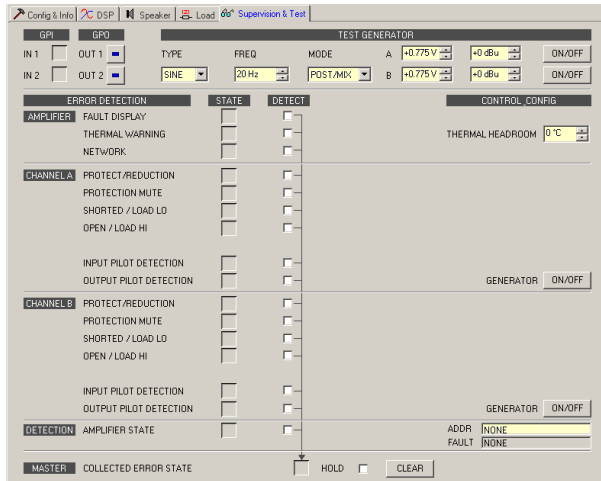 Config & Info DSP Speaker Load Supervision & Test
GPI GPO TEST GENERATOR
IN 1 OUT 1 TYPE FREQ MODE A +0.775 V +0 dBu ON/OFF
IN 2 OUT 2 SINE 20 Hz POST/MIX B +0.775 V +0 dBu ON/OFF
ERROR DETECTION STATE DETECT CONTROL_CONFIG
AMPLIFIER FAULT DISPLAY
THERMAL WARNING THERMAL HEADROOM 0 °C
NETWORK
CHANNEL A PROTECT/REDUCTION
PROTECTION MUTE
SHORTED / LOAD LO
OPEN / LOAD HI
INPUT PILOT DETECTION
OUTPUT PILOT DETECTION GENERATOR ON/OFF
CHANNEL B PROTECT/REDUCTION
PROTECTION MUTE
SHORTED / LOAD LO
OPEN / LOAD HI
INPUT PILOT DETECTION
OUTPUT PILOT DETECTION GENERATOR ON/OFF
DETECTION AMPLIFIER STATE ADDR NONE
FAULT NONE
MASTER COLLECTED ERROR STATE HOLD CLEAR